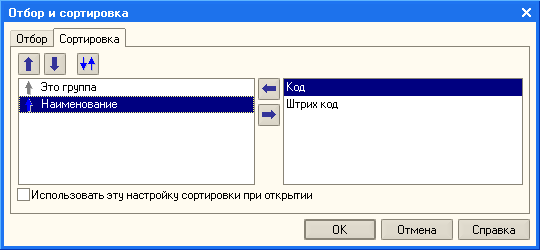 Отбор и сортировка
Отбор Сортировка
Это группа
Наименование
Код
Штрих код
Использовать эту настройку сортировки при открытии
OK Отмена Справка